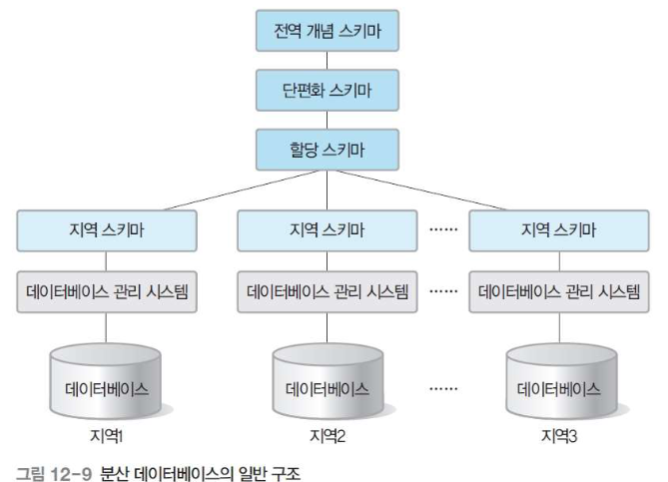 전역 개념 스키마
단편화 스키마
할당 스키마
지역 스키마 지역 스키마 ······ 지역 스키마
데이터베이스 관리 시스템 데이터베이스 관리 시스템 ······ 데이터베이스 관리 시스템
데이터베이스 데이터베이스 ······ 데이터베이스
지역1 지역2 지역3
그림 12-9 분산 데이터베이스의 일반 구조